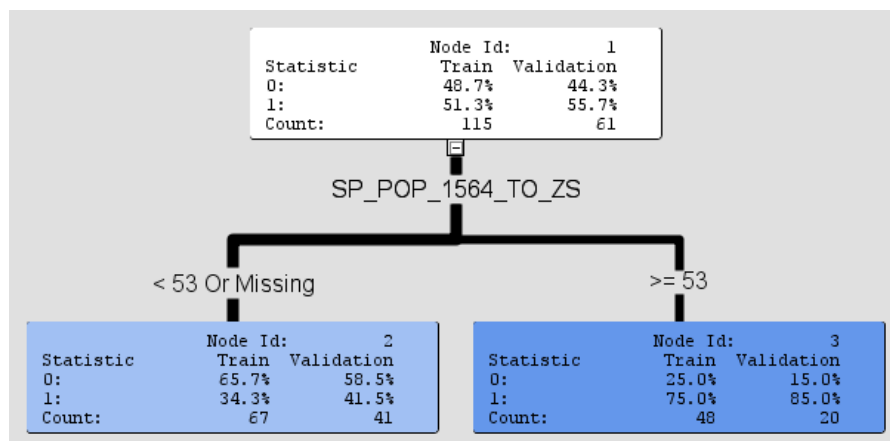 Node Id: 1
Statistic Train Validation
0: 48.7% 44.3%
1: 51.3% 55.7%
Count: 115 61
SP_POP_1564_TO_ZS
< 53 Or Missing
>= 53
Node Id: 2
Statistic Train Validation
0: 65.7% 58.5%
1: 34.3% 41.5%
Count: 67 41
Node Id: 3
Statistic Train Validation
0: 25.0% 15.0%
1: 75.0% 85.0%
Count: 48 20